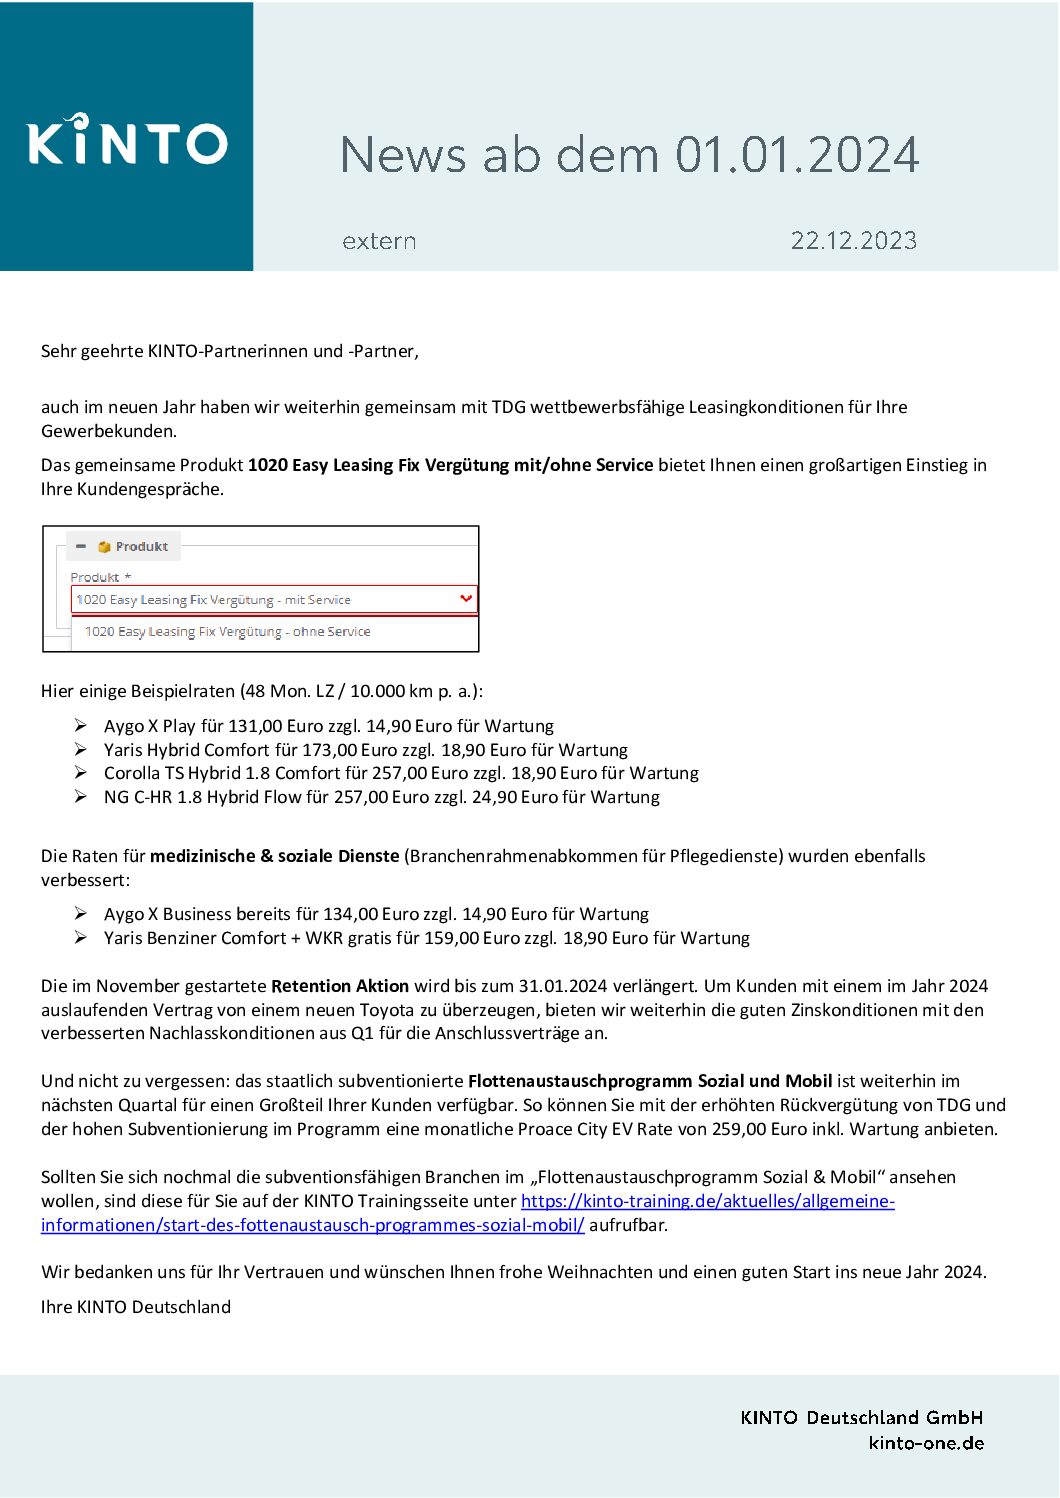 KINTO
News ab dem 01.01.2024
extern 22.12.2023
Sehr geehrte KINTO-Partnerinnen und -Partner,
auch im neuen Jahr haben wir weiterhin gemeinsam mit TDG wettbewerbsfähige Leasingkonditionen für Ihre
Gewerbekunden.
Das gemeinsame Produkt 1020 Easy Leasing Fix Vergütung mit/ohne Service bietet Ihnen einen großartigen Einstieg in
Ihre Kundengespräche.
Produkt
Produkt *
1020 Easy Leasing Fix Vergütung - mit Service
1020 Easy Leasing Fix Vergütung - ohne Service
Hier einige Beispielraten (48 Mon. LZ / 10.000 km p. a.):
➢ Aygo X Play für 131,00 Euro zzgl. 14,90 Euro für Wartung
➢ Yaris Hybrid Comfort für 173,00 Euro zzgl. 18,90 Euro für Wartung
➢ Corolla TS Hybrid 1.8 Comfort für 257,00 Euro zzgl. 18,90 Euro für Wartung
➢ NG C-HR 1.8 Hybrid Flow für 257,00 Euro zzgl. 24,90 Euro für Wartung
Die Raten für medizinische & soziale Dienste (Branchenrahmenabkommen für Pflegedienste) wurden ebenfalls
verbessert:
➢ Aygo X Business bereits für 134,00 Euro zzgl. 14,90 Euro für Wartung
➢ Yaris Benziner Comfort + WKR gratis für 159,00 Euro zzgl. 18,90 Euro für Wartung
Die im November gestartete Retention Aktion wird bis zum 31.01.2024 verlängert. Um Kunden mit einem im Jahr 2024
auslaufenden Vertrag von einem neuen Toyota zu überzeugen, bieten wir weiterhin die guten Zinskonditionen mit den
verbesserten Nachlasskonditionen aus Q1 für die Anschlussverträge an.
Und nicht zu vergessen: das staatlich subventionierte Flottenaustauschprogramm Sozial und Mobil ist weiterhin im
nächsten Quartal für einen Großteil Ihrer Kunden verfügbar. So können Sie mit der erhöhten Rückvergütung von TDG und
der hohen Subventionierung im Programm eine monatliche Proace City EV Rate von 259,00 Euro inkl. Wartung anbieten.
Sollten Sie sich nochmal die subventionsfähigen Branchen im „Flottenaustauschprogramm Sozial & Mobil“ ansehen
wollen, sind diese für Sie auf der KINTO Trainingsseite unter https://kinto-training.de/aktuelles/allgemeine-
informationen/start-des-fottenaustausch-programmes-sozial-mobil/ aufrufbar.
Wir bedanken uns für Ihr Vertrauen und wünschen Ihnen frohe Weihnachten und einen guten Start ins neue Jahr 2024.
Ihre KINTO Deutschland
KINTO Deutschland GmbH
kinto-one.de